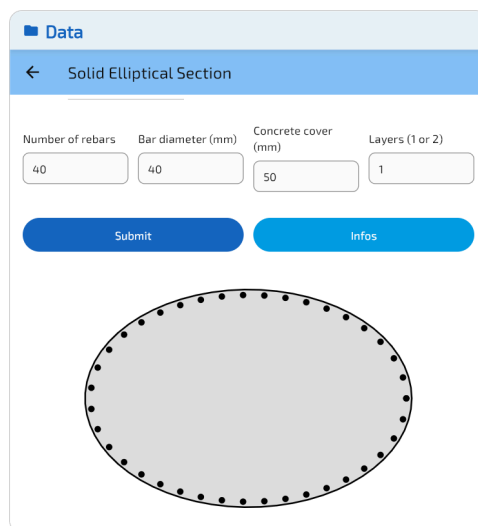 Data
Solid Elliptical Section
Number of rebars
Bar diameter (mm)
Concrete cover
(mm)
Layers (1 or 2)
40
40
50
1
Submit
Infos